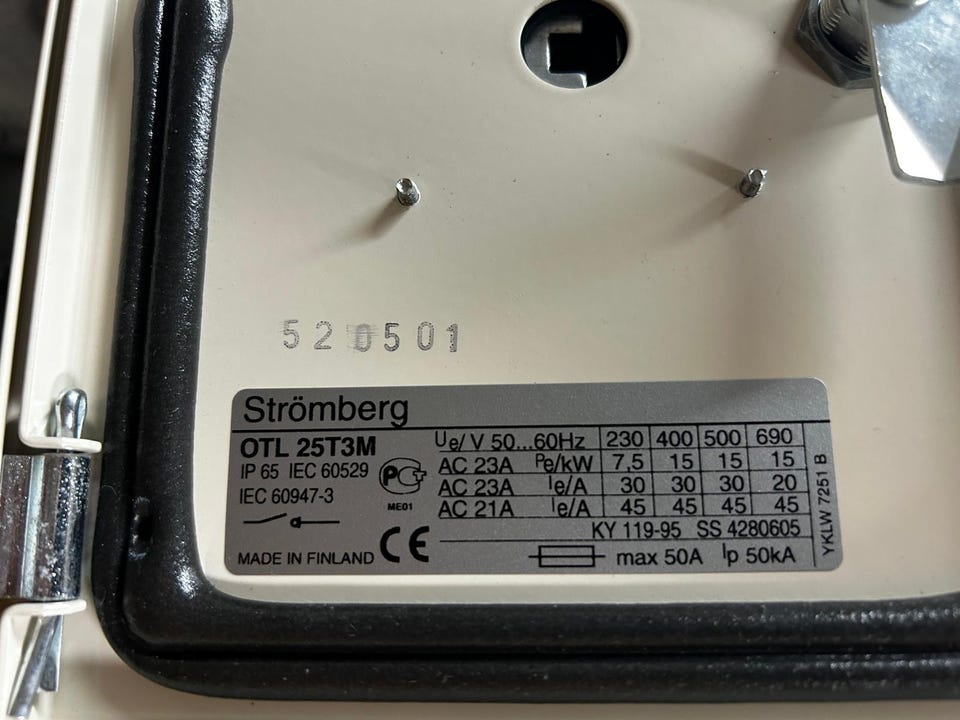 520501
Strömberg
OTL 25T3M
IP 65 IEC 60529
IEC 60947-3
MADE IN FINLAND CE
PCT
ME01
Ue/ V 50...60Hz 230 400 500 690
AC 23A Pe/kW 7,5 15 15 15
AC 23A Ie/A 30 30 30 20
AC 21A Ie/A 45 45 45 45
KY 119-95 SS 4280605
max 50A Ip 50kA
YKLW 7251 B